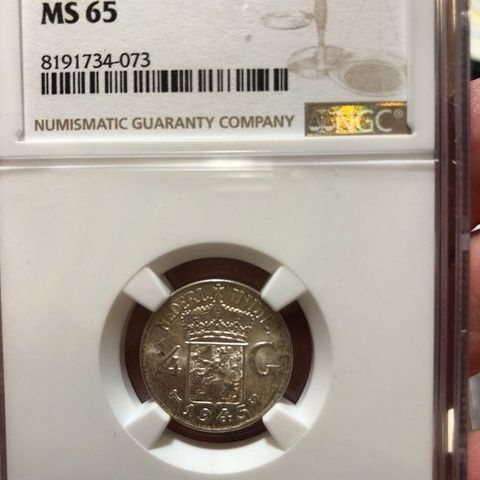 MS 65
8191734-073
NUMISMATIC GUARANTY COMPANY
NGC®
NEDERL INDIE
1/4 G
1945